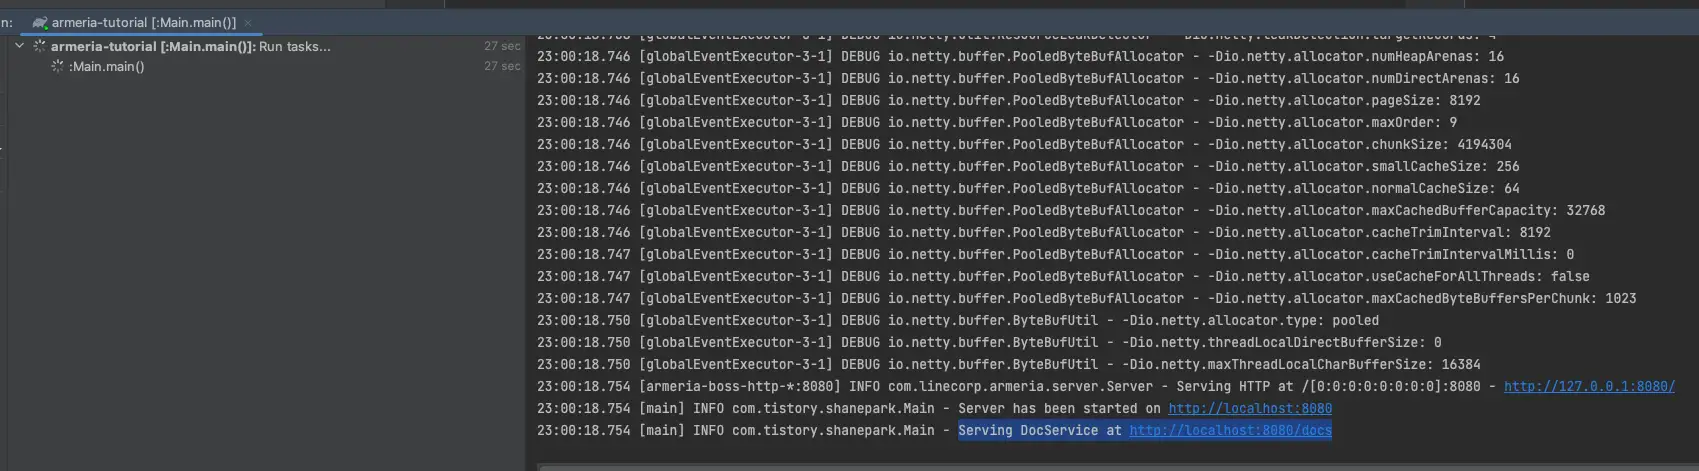 n:
armeria-tutorial [:Main.main()] ×
armeria-tutorial [:Main.main()]: Run tasks... 27 sec
:Main.main() 27 sec
23:00:18.746 [globalEventExecutor-3-1] DEBUG io.netty.buffer.PooledByteBufAllocator - -Dio.netty.allocator.numHeapArenas: 16
23:00:18.746 [globalEventExecutor-3-1] DEBUG io.netty.buffer.PooledByteBufAllocator - -Dio.netty.allocator.numDirectArenas: 16
23:00:18.746 [globalEventExecutor-3-1] DEBUG io.netty.buffer.PooledByteBufAllocator - -Dio.netty.allocator.pageSize: 8192
23:00:18.746 [globalEventExecutor-3-1] DEBUG io.netty.buffer.PooledByteBufAllocator - -Dio.netty.allocator.maxOrder: 9
23:00:18.746 [globalEventExecutor-3-1] DEBUG io.netty.buffer.PooledByteBufAllocator - -Dio.netty.allocator.chunkSize: 4194304
23:00:18.746 [globalEventExecutor-3-1] DEBUG io.netty.buffer.PooledByteBufAllocator - -Dio.netty.allocator.smallCacheSize: 256
23:00:18.746 [globalEventExecutor-3-1] DEBUG io.netty.buffer.PooledByteBufAllocator - -Dio.netty.allocator.normalCacheSize: 64
23:00:18.746 [globalEventExecutor-3-1] DEBUG io.netty.buffer.PooledByteBufAllocator - -Dio.netty.allocator.maxCachedBufferCapacity: 32768
23:00:18.746 [globalEventExecutor-3-1] DEBUG io.netty.buffer.PooledByteBufAllocator - -Dio.netty.allocator.cacheTrimInterval: 8192
23:00:18.747 [globalEventExecutor-3-1] DEBUG io.netty.buffer.PooledByteBufAllocator - -Dio.netty.allocator.cacheTrimIntervalMillis: 0
23:00:18.747 [globalEventExecutor-3-1] DEBUG io.netty.buffer.PooledByteBufAllocator - -Dio.netty.allocator.useCacheForAllThreads: false
23:00:18.747 [globalEventExecutor-3-1] DEBUG io.netty.buffer.PooledByteBufAllocator - -Dio.netty.allocator.maxCachedByteBuffersPerChunk: 1023
23:00:18.750 [globalEventExecutor-3-1] DEBUG io.netty.buffer.ByteBufUtil - -Dio.netty.allocator.type: pooled
23:00:18.750 [globalEventExecutor-3-1] DEBUG io.netty.buffer.ByteBufUtil - -Dio.netty.threadLocalDirectBufferSize: 0
23:00:18.750 [globalEventExecutor-3-1] DEBUG io.netty.buffer.ByteBufUtil - -Dio.netty.maxThreadLocalCharBufferSize: 16384
23:00:18.754 [armeria-boss-http-*:8080] INFO com.linecorp.armeria.server.Server - Serving HTTP at /[0:0:0:0:0:0:0:0]:8080 - http://127.0.0.1:8080/
23:00:18.754 [main] INFO com.tistory.shanepark.Main - Server has been started on http://localhost:8080
23:00:18.754 [main] INFO com.tistory.shanepark.Main - Serving DocService at http://localhost:8080/docs